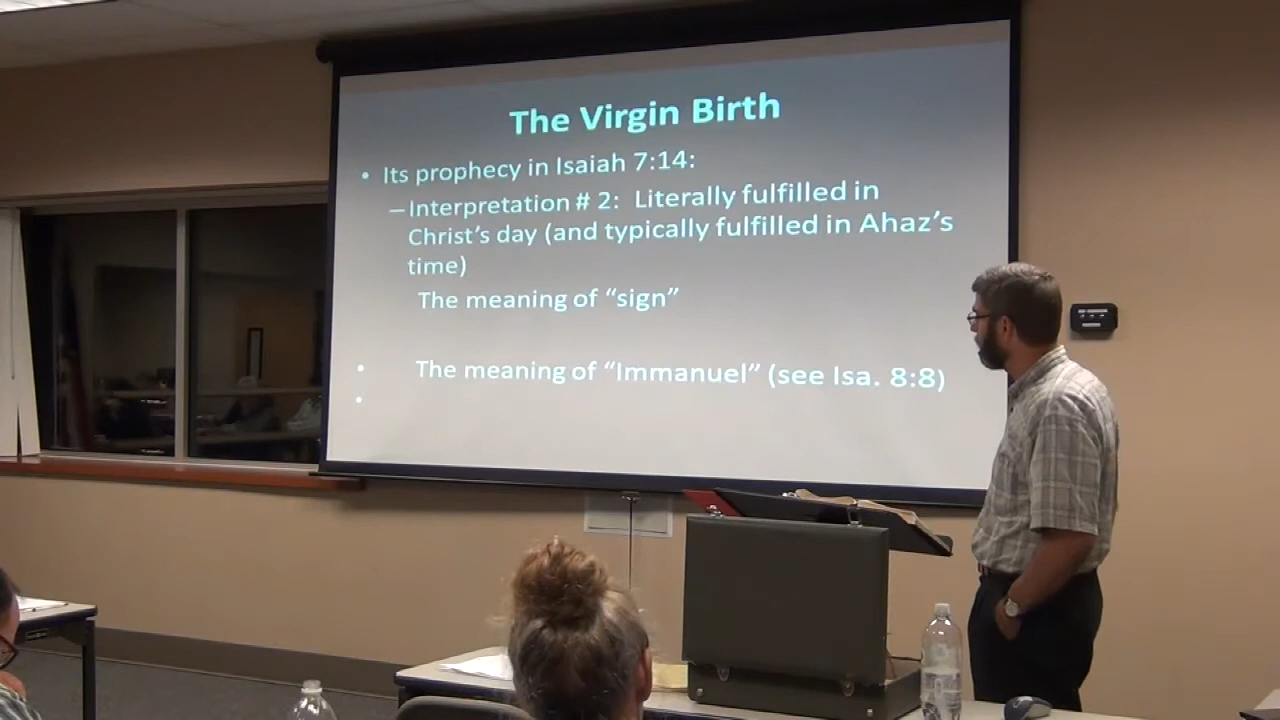 The Virgin Birth
• Its prophecy in Isaiah 7:14:
–Interpretation # 2: Literally fulfilled in
Christ's day (and typically fulfilled in Ahaz's
time)
The meaning of "sign"
• The meaning of "Immanuel" (see Isa. 8:8)
•